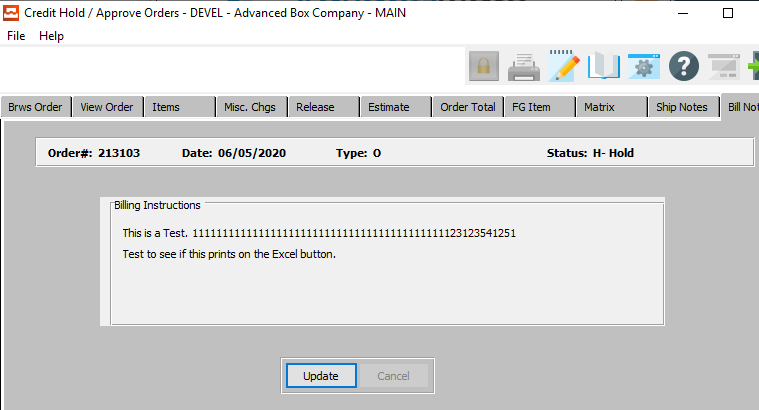 Credit Hold / Approve Orders - DEVEL - Advanced Box Company - MAIN
File Help
Brws Order View Order Items Misc. Chgs Release Estimate Order Total FG Item Matrix Ship Notes Bill Not
Order#: 213103 Date: 06/05/2020 Type: O Status: H- Hold
Billing Instructions
This is a Test. 1111111111111111111111111111111111111111111111123123541251
Test to see if this prints on the Excel button.
Update Cancel